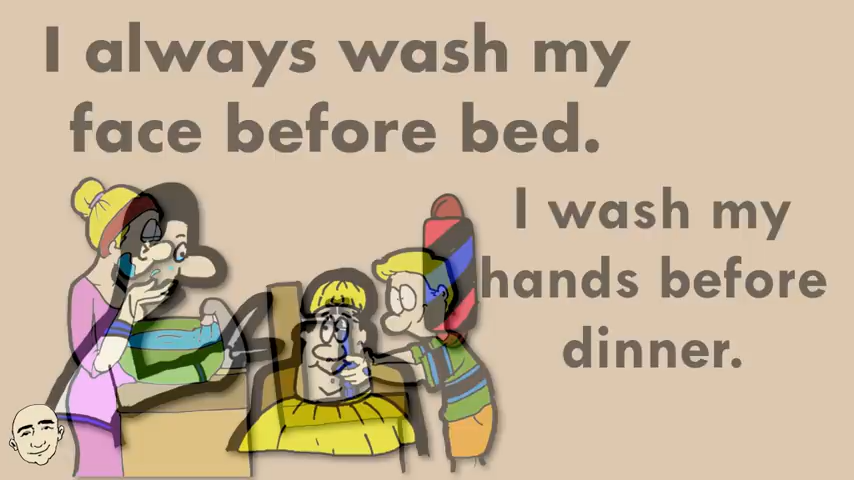 I always wash my
face before bed.
I wash my
hands before
dinner.